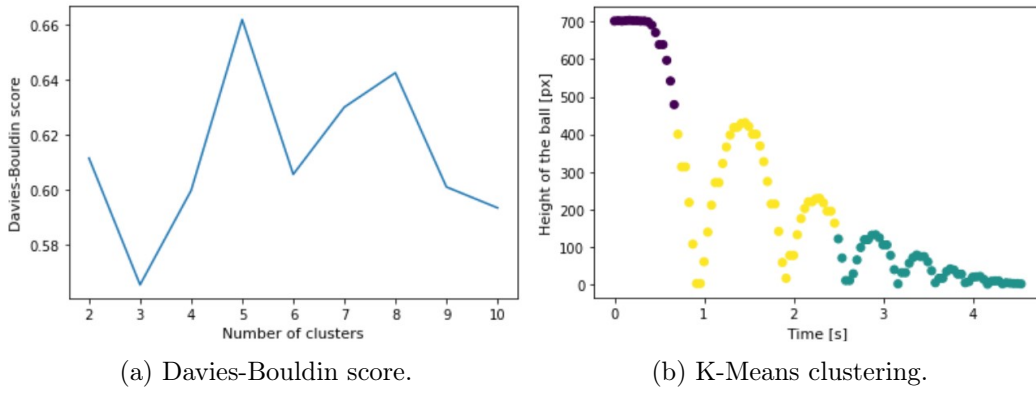 0.66
0.64
0.62
0.60
0.58
Davies-Bouldin score
2 3 4 5 6 7 8 9 10
Number of clusters
(a) Davies-Bouldin score.
700
600
500
400
300
200
100
0
Height of the ball [px]
0 1 2 3 4
Time [s]
(b) K-Means clustering.